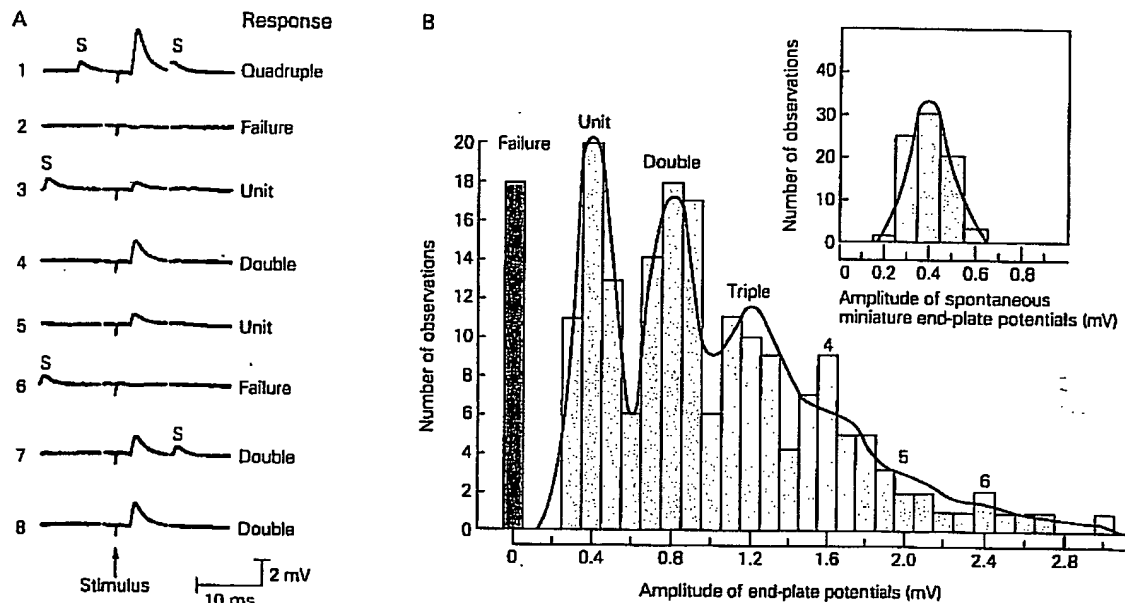 A
Response
S
S
1
Quadruple
2
Failure
S
3
Unit
4
Double
5
Unit
S
6
Failure
S
7
Double
8
Double
Stimulus
2 mV
10 ms
B
Number of observations
20
18
16
14
12
10
8
6
4
2
0
Failure
Unit
Double
Triple
4
5
6
0 0.4 0.8 1.2 1.6 2.0 2.4 2.8
Amplitude of end-plate potentials (mV)
Number of observations
40
30
20
10
0
0 0.2 0.4 0.6 0.8
Amplitude of spontaneous
miniature end-plate potentials (mV)